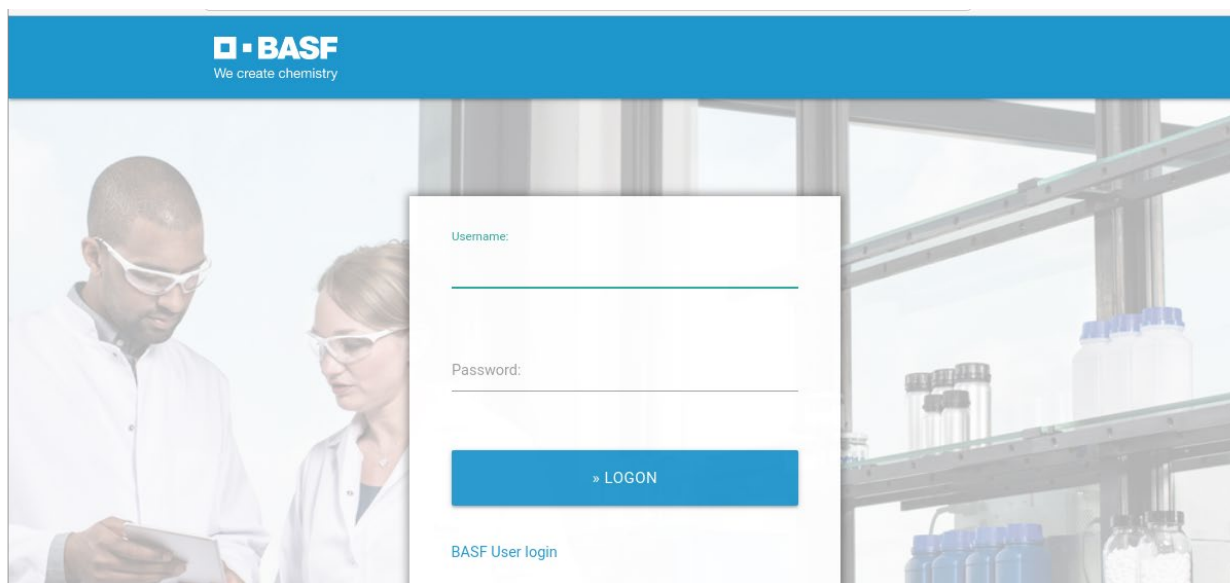 BASF
We create chemistry
Username:
Password:
» LOGON
BASF User login